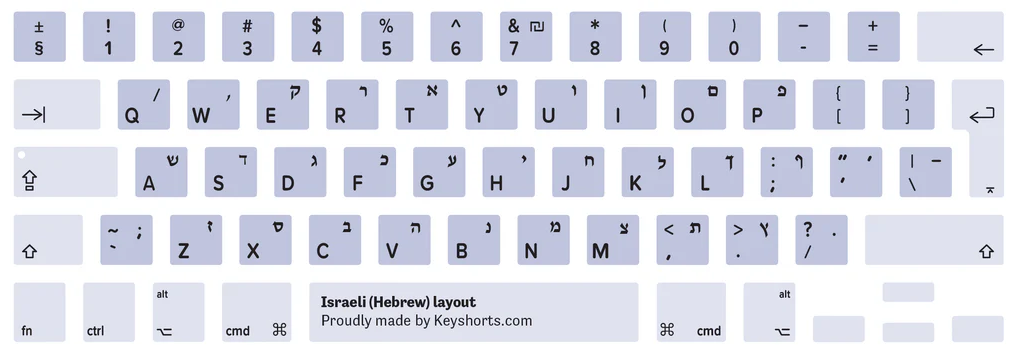 ± ! @ # $ % ^ & ₪ * ( ) – +
§ 1 2 3 4 5 6 7 8 9 0 - =
/ ׳ ק ר א ט ו ן ם פ { }
Q W E R T Y U I O P [ ]
ש ד ג כ ע י ח ל ך : ף ” ׳ | –
A S D F G H J K L ; ' \
~ ; ז ס ב ה נ מ צ < ת > ץ ? .
` Z X C V B N M , . /
alt alt
Israeli (Hebrew) layout
Proudly made by Keyshorts.com
fn ctrl ⌥ cmd ⌘ ⌘ cmd ⌥